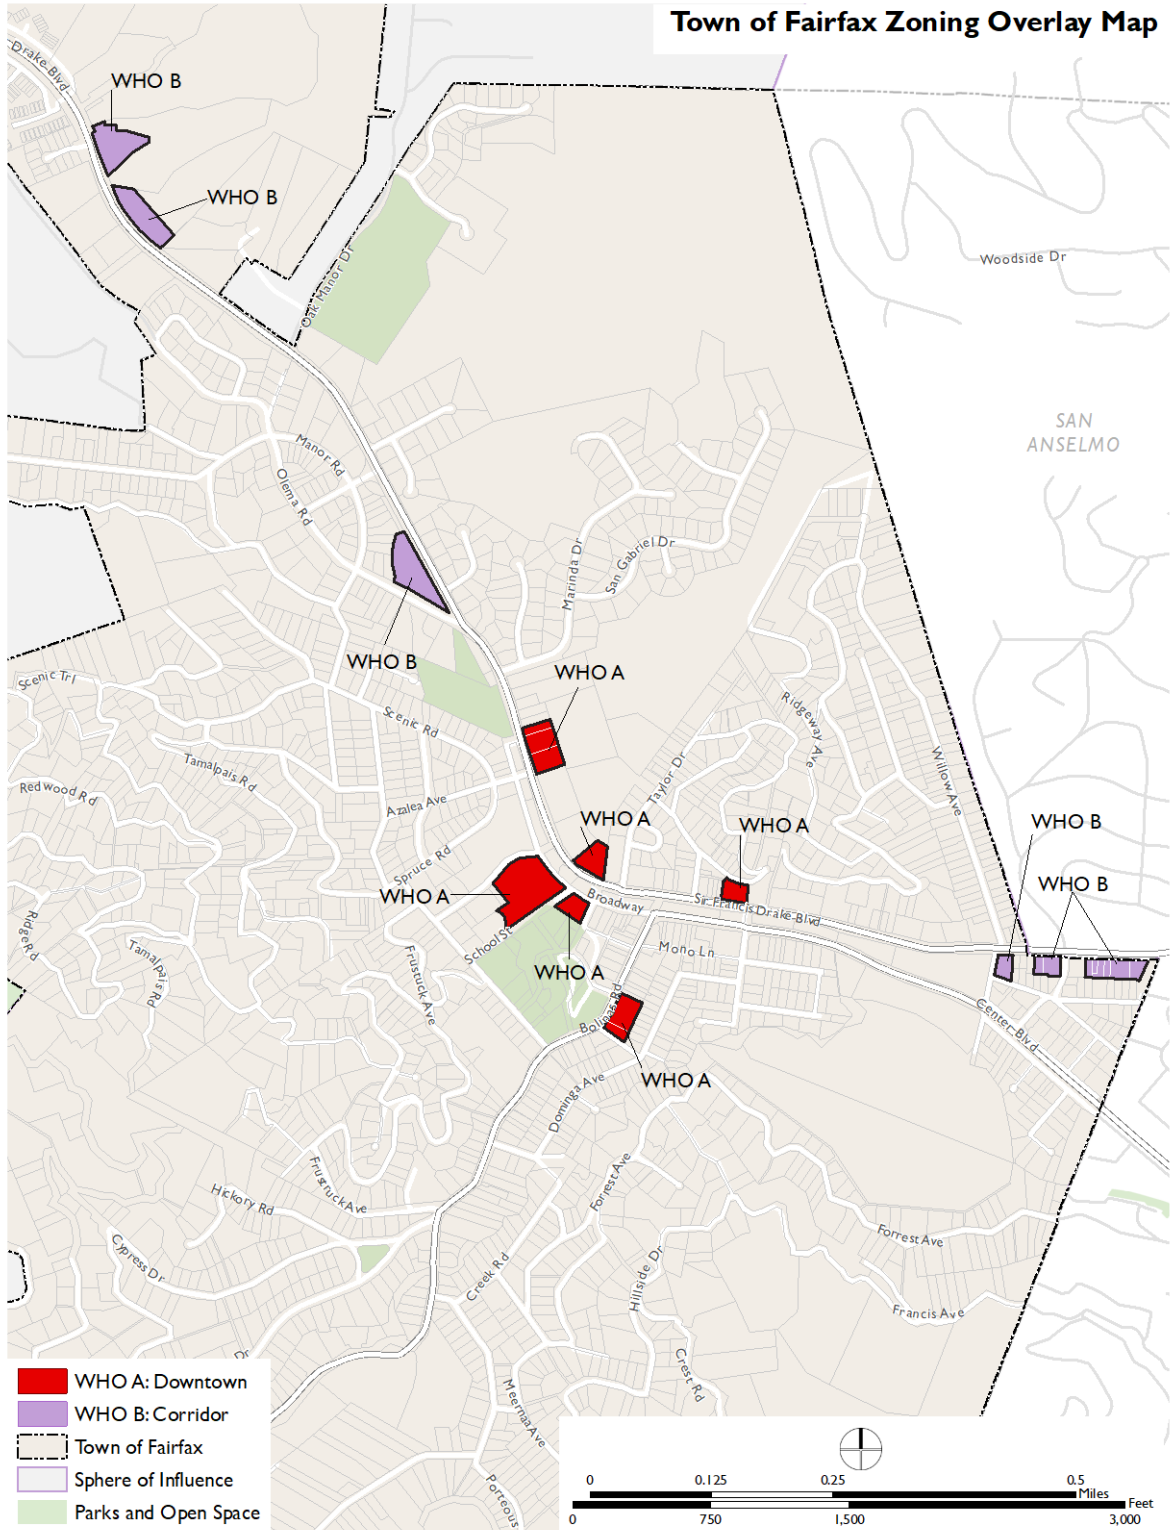 Town of Fairfax Zoning Overlay Map
Drake Blvd
WHO B
WHO B
Oak Manor Dr
Woodside Dr
SAN
ANSELMO
Manor Rd
Olema Rd
Marinda Dr
San Gabriel Dr
WHO B
WHO A
Scenic Trl
Scenic Rd
Ridgeway Ave
Tamalpais Rd
Taylor Dr
Willow Ave
Redwood Rd
Azalea Ave
WHO A
WHO A
WHO B
Spruce Rd
WHO A
WHO B
Broadway
Sir Francis Drake Blvd
Ridge Rd
Tamalpais Rd
School St
Mono Ln
Frustuck Ave
WHO A
Bolinas Rd
Center Blvd
WHO A
Dominga Ave
Frustruck Ave
Forrest Ave
Hickory Rd
Forrest Ave
Cypress Dr
Creek Rd
Hillside Dr
Francis Ave
Dr
Crest Rd
Meernaa Ave
Porteous
WHO A: Downtown
WHO B: Corridor
Town of Fairfax
Sphere of Influence
Parks and Open Space
0 0.125 0.25 0.5
Miles
Feet
0 750 1,500 3,000